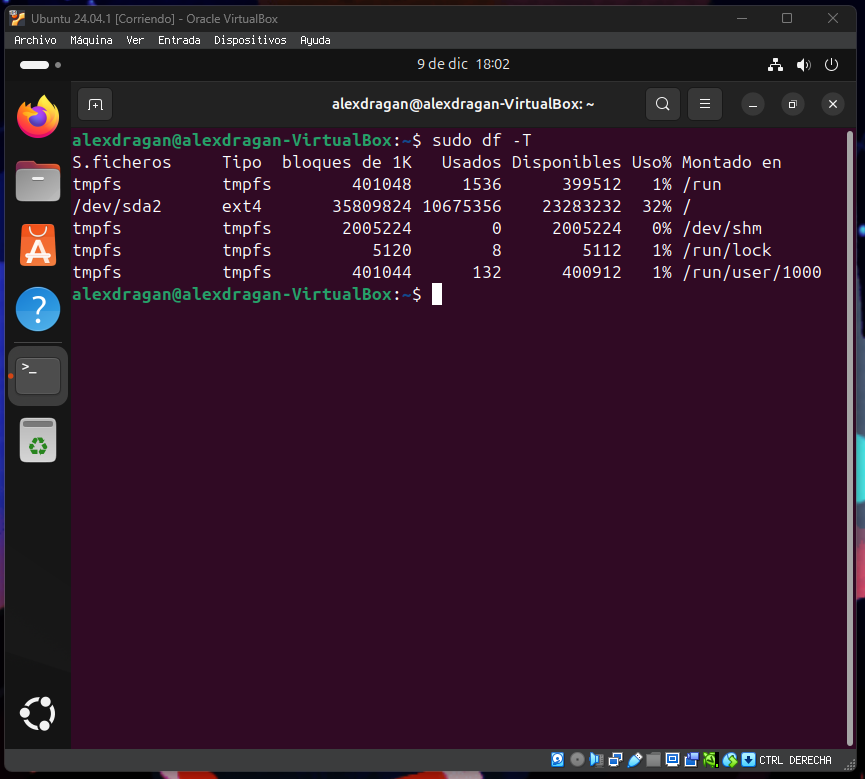 Ubuntu 24.04.1 [Corriendo] - Oracle VirtualBox
Archivo Máquina Ver Entrada Dispositivos Ayuda
9 de dic 18:02
alexdragan@alexdragan-VirtualBox: ~
alexdragan@alexdragan-VirtualBox:~$ sudo df -T
S.ficheros     Tipo  bloques de 1K   Usados Disponibles Uso% Montado en
tmpfs          tmpfs        401048     1536      399512   1% /run
/dev/sda2      ext4       35809824 10675356    23283232  32% /
tmpfs          tmpfs       2005224        0     2005224   0% /dev/shm
tmpfs          tmpfs          5120        8        5112   1% /run/lock
tmpfs          tmpfs        401044      132      400912   1% /run/user/1000
alexdragan@alexdragan-VirtualBox:~$
CTRL DERECHA